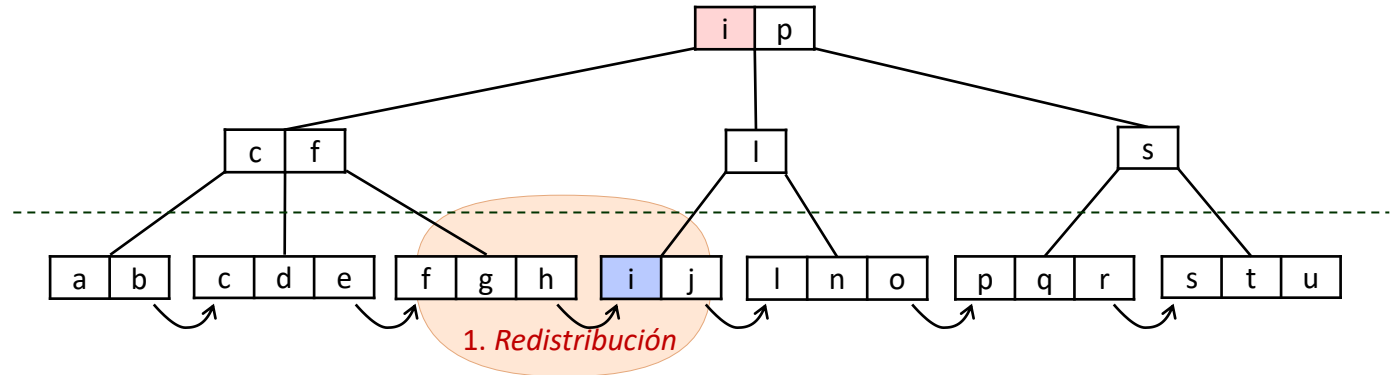 i p
c f l s
a b c d e f g h i j l n o p q r s t u
1. Redistribución